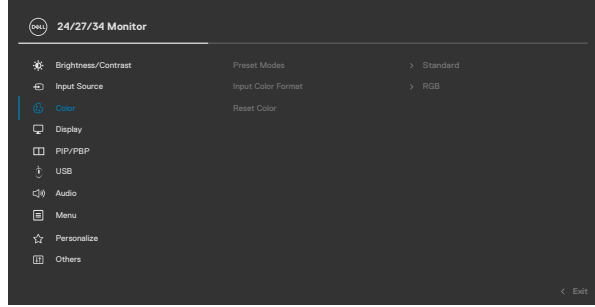 DELL 24/27/34 Monitor
Brightness/Contrast Preset Modes > Standard
Input Source Input Color Format > RGB
Color Reset Color
Display
PIP/PBP
USB
Audio
Menu
Personalize
Others
< Exit